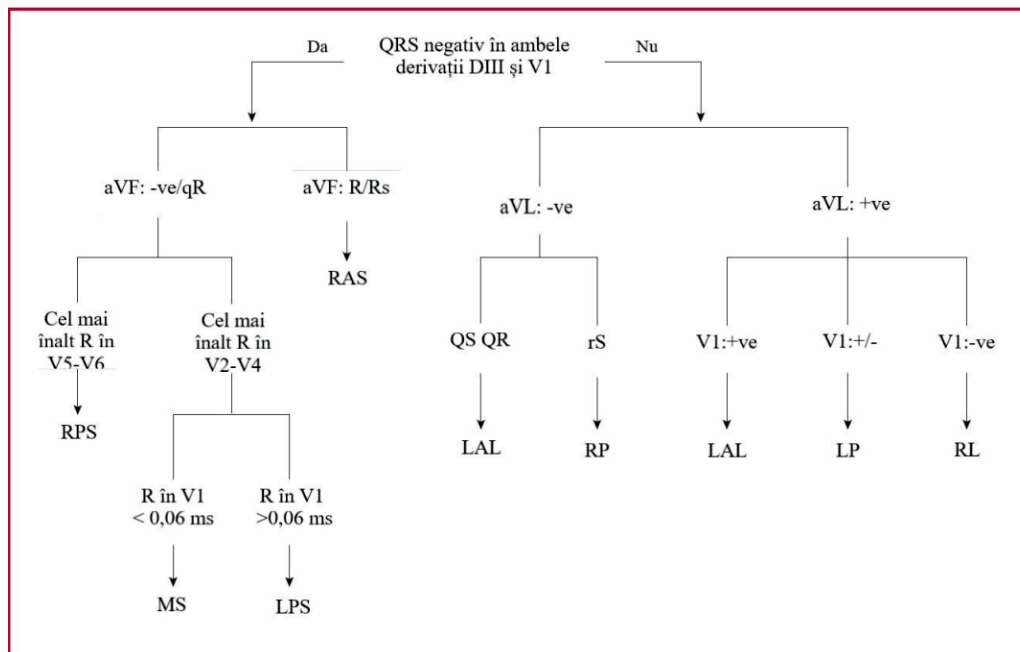 Da
QRS negativ în ambele
derivații DIII și V1
Nu
aVF: -ve/qR
aVF: R/Rs
aVL: -ve
aVL: +ve
RAS
Cel mai
înalt R în
V5-V6
Cel mai
înalt R în
V2-V4
QS QR
rS
V1:+ve
V1:+/-
V1:-ve
RPS
LAL
RP
LAL
LP
RL
R în V1
< 0,06 ms
R în V1
>0,06 ms
MS
LPS